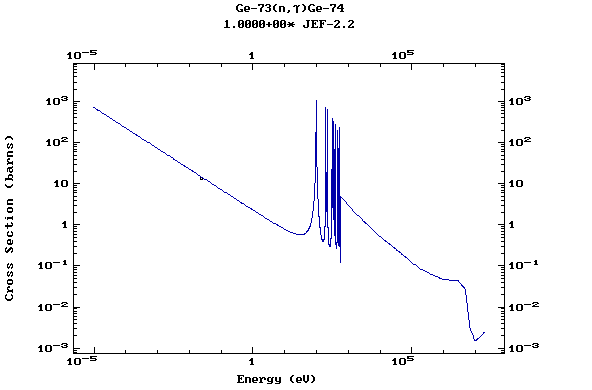 Ge-73(n,γ)Ge-74
1.0000+00* JEF-2.2
10⁻⁵ 1 10⁵
10³ 10³
10² 10²
10 10
1 1
10⁻¹ 10⁻¹
10⁻² 10⁻²
10⁻³ 10⁻³
10⁻⁵ 1 10⁵
Energy (eV)
Cross Section (barns)